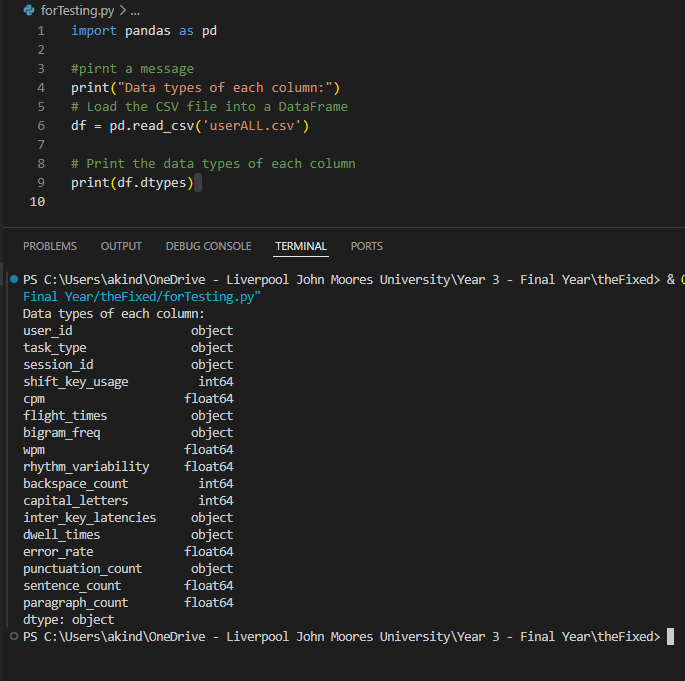 forTesting.py > ...
1 import pandas as pd
2
3 #pirnt a message
4 print("Data types of each column:")
5 # Load the CSV file into a DataFrame
6 df = pd.read_csv('userALL.csv')
7
8 # Print the data types of each column
9 print(df.dtypes)
10
PROBLEMS OUTPUT DEBUG CONSOLE TERMINAL PORTS
PS C:\Users\akind\OneDrive - Liverpool John Moores University\Year 3 - Final Year\theFixed> &
Final Year/theFixed/forTesting.py"
Data types of each column:
user_id object
task_type object
session_id object
shift_key_usage int64
cpm float64
flight_times object
bigram_freq object
wpm float64
rhythm_variability float64
backspace_count int64
capital_letters int64
inter_key_latencies object
dwell_times object
error_rate float64
punctuation_count object
sentence_count float64
paragraph_count float64
dtype: object
PS C:\Users\akind\OneDrive - Liverpool John Moores University\Year 3 - Final Year\theFixed>